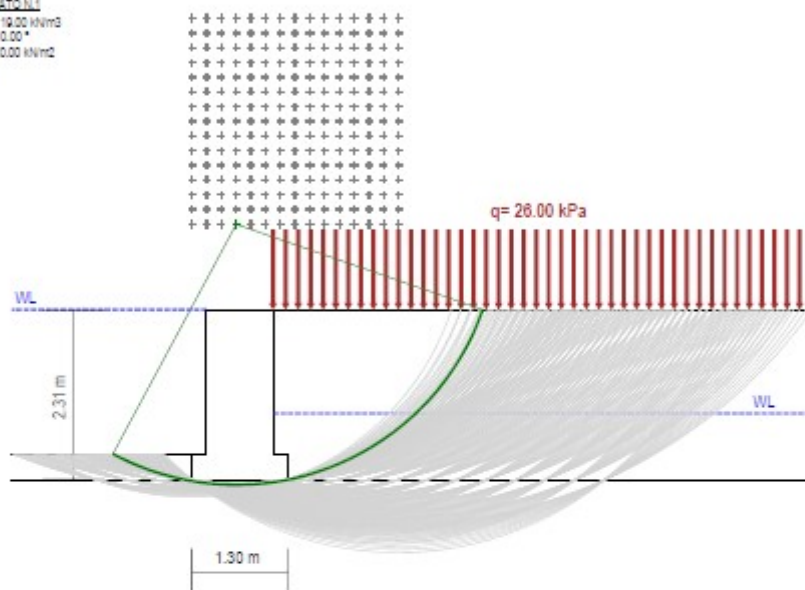 19.00 kN/m3
0.00 °
0.00 kN/m2
q= 26.00 kPa
WL
2.31 m
WL
1.30 m